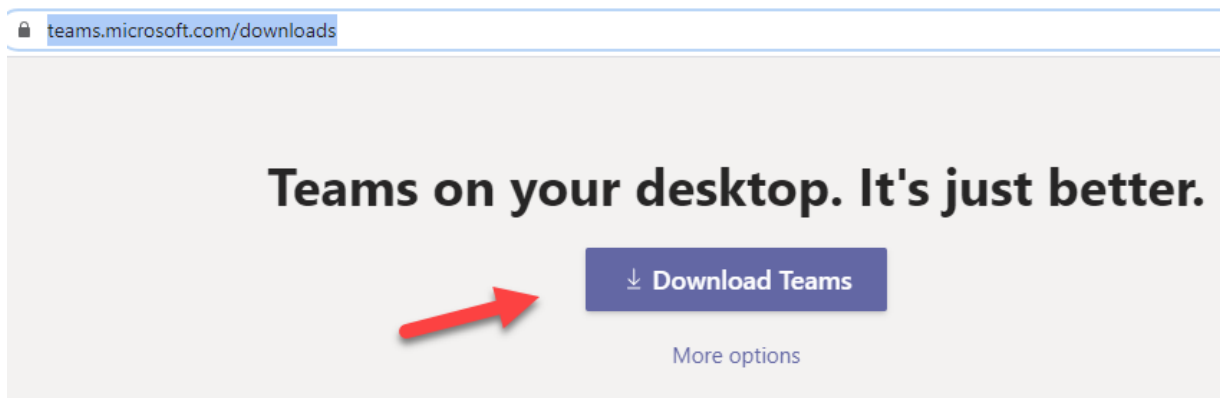 teams.microsoft.com/downloads
Teams on your desktop. It's just better.
Download Teams
More options